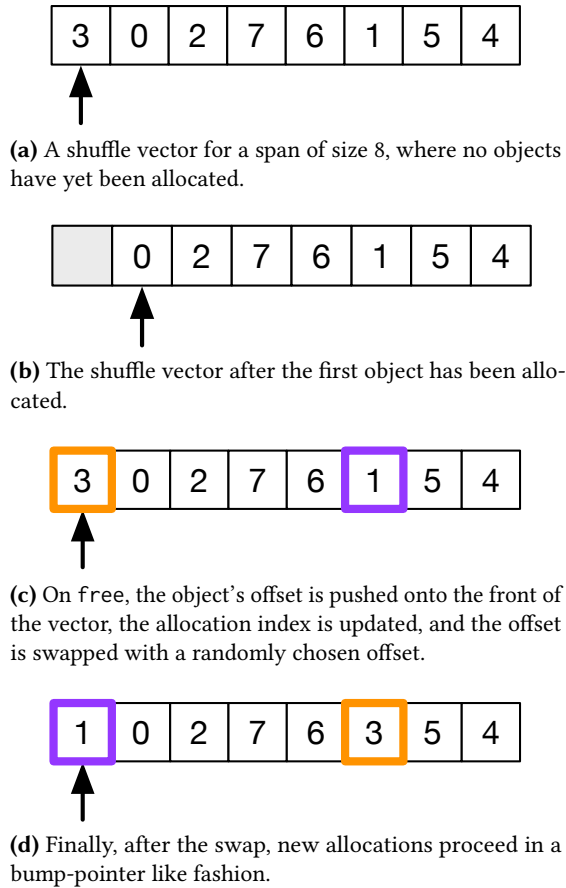 3 0 2 7 6 1 5 4
(a) A shuffle vector for a span of size 8, where no objects
have yet been allocated.
0 2 7 6 1 5 4
(b) The shuffle vector after the first object has been allo-
cated.
3 0 2 7 6 1 5 4
(c) On free, the object's offset is pushed onto the front of
the vector, the allocation index is updated, and the offset
is swapped with a randomly chosen offset.
1 0 2 7 6 3 5 4
(d) Finally, after the swap, new allocations proceed in a
bump-pointer like fashion.